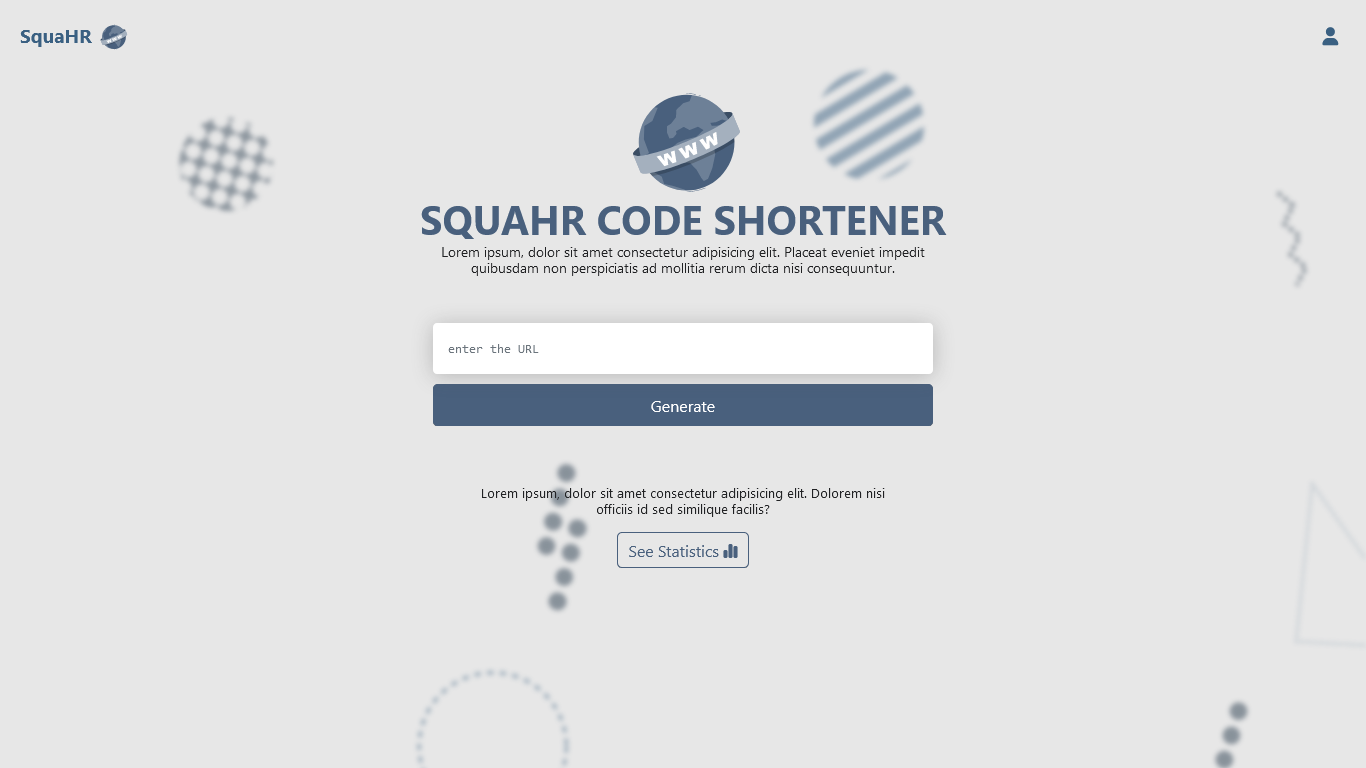 SquaHR
www
www
SQUAHR CODE SHORTENER
Lorem ipsum, dolor sit amet consectetur adipisicing elit. Placeat eveniet impedit
quibusdam non perspiciatis ad mollitia rerum dicta nisi consequuntur.
enter the URL
Generate
Lorem ipsum, dolor sit amet consectetur adipisicing elit. Dolorem nisi
officiis id sed similique facilis?
See Statistics